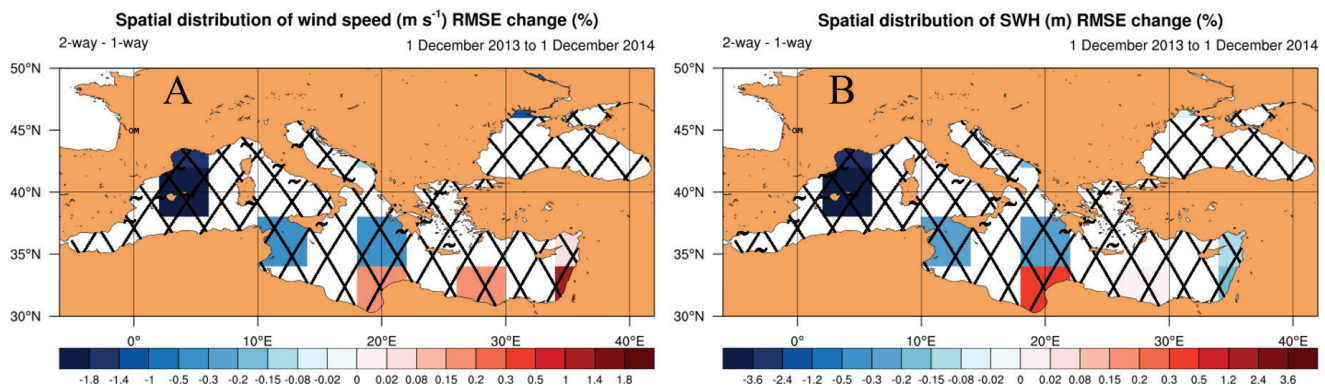 Spatial distribution of wind speed (m s⁻¹) RMSE change (%)
2-way - 1-way
1 December 2013 to 1 December 2014
A
50°N
45°N
40°N
35°N
30°N
GM
0°
10°E
20°E
30°E
40°E
-1.8 -1.4 -1 -0.5 -0.3 -0.2 -0.15 -0.08 -0.02 0 0.02 0.08 0.15 0.2 0.3 0.5 1 1.4 1.8
Spatial distribution of SWH (m) RMSE change (%)
2-way - 1-way
1 December 2013 to 1 December 2014
B
50°N
45°N
40°N
35°N
30°N
GM
0°
10°E
20°E
30°E
40°E
-3.6 -2.4 -1.2 -0.5 -0.3 -0.2 -0.15 -0.08 -0.02 0 0.02 0.08 0.15 0.2 0.3 0.5 1.2 2.4 3.6